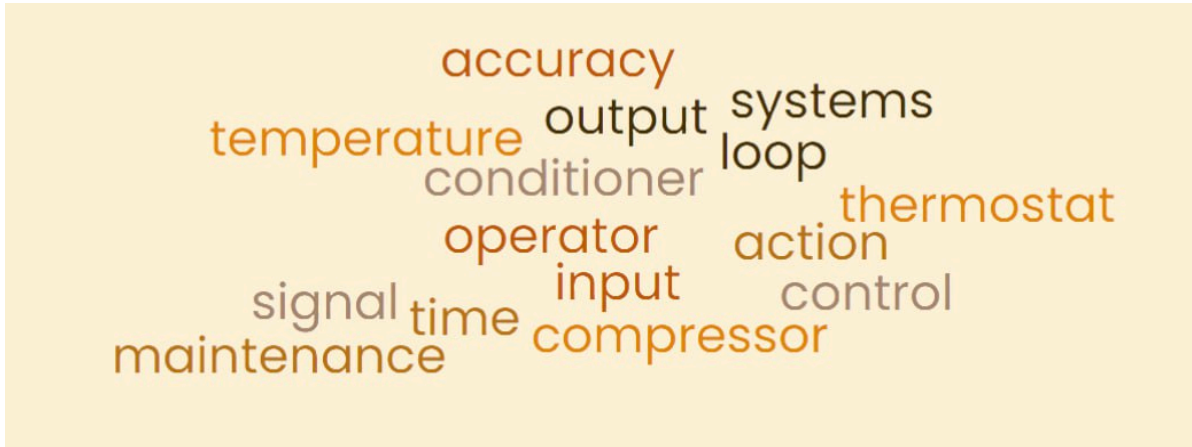 accuracy
systems
output
temperature
loop
conditioner
thermostat
operator
action
input
control
signal
time
compressor
maintenance